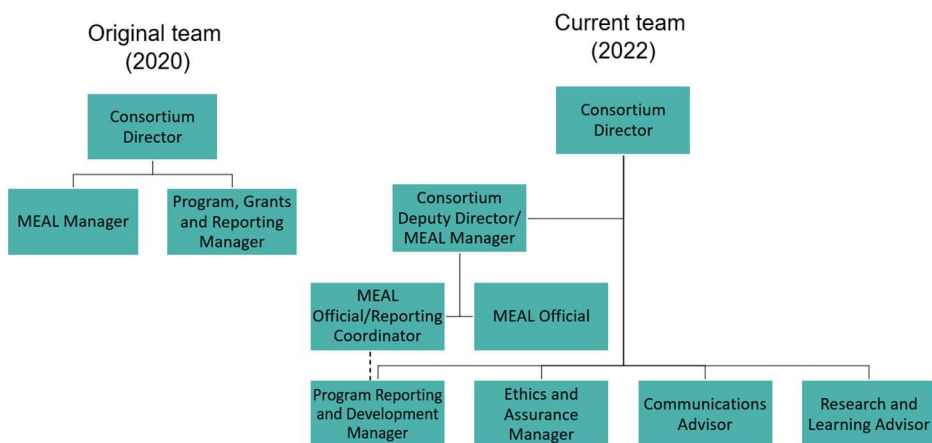 Original team
(2020)
Current team
(2022)
Consortium
Director
MEAL Manager
Program, Grants
and Reporting
Manager
Consortium
Director
Consortium
Deputy Director/
MEAL Manager
MEAL
Official/Reporting
Coordinator
MEAL Official
Program Reporting
and Development
Manager
Ethics and
Assurance
Manager
Communications
Advisor
Research and
Learning Advisor